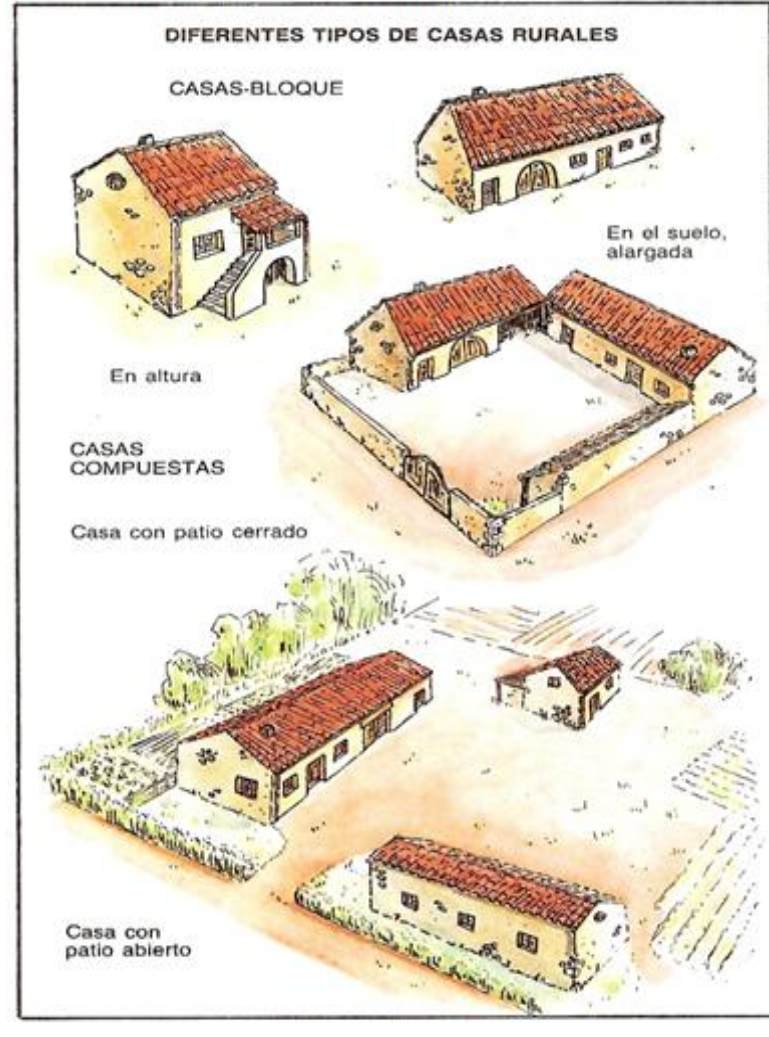 DIFERENTES TIPOS DE CASAS RURALES
CASAS-BLOQUE
En el suelo,
alargada
En altura
CASAS
COMPUESTAS
Casa con patio cerrado
Casa con
patio abierto